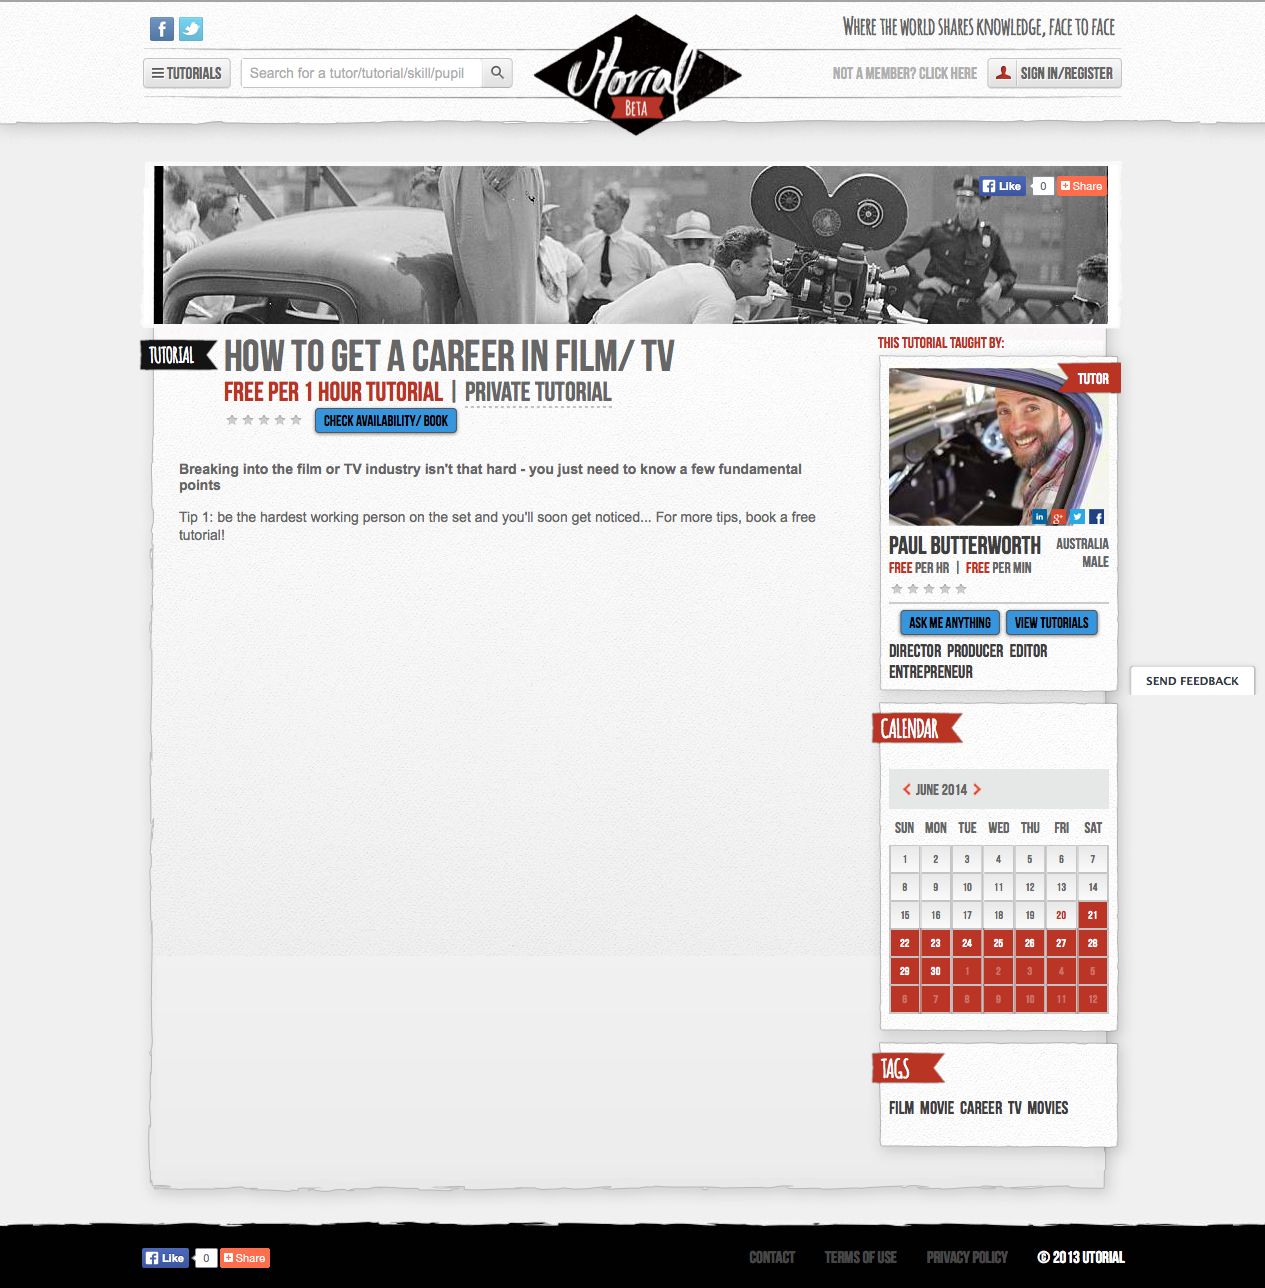 WHERE THE WORLD SHARES KNOWLEDGE, FACE TO FACE
TUTORIALS
Search for a tutor/tutorial/skill/pupil
Utorial
BETA
NOT A MEMBER? CLICK HERE
SIGN IN/REGISTER
Like 0 Share
TUTORIAL
HOW TO GET A CAREER IN FILM/ TV
FREE PER 1 HOUR TUTORIAL | PRIVATE TUTORIAL
CHECK AVAILABILITY/ BOOK
Breaking into the film or TV industry isn't that hard - you just need to know a few fundamental
points
Tip 1: be the hardest working person on the set and you'll soon get noticed... For more tips, book a free
tutorial!
THIS TUTORIAL TAUGHT BY:
TUTOR
in g+ f
PAUL BUTTERWORTH AUSTRALIA
MALE
FREE PER HR | FREE PER MIN
ASK ME ANYTHING VIEW TUTORIALS
DIRECTOR PRODUCER EDITOR
ENTREPRENEUR
SEND FEEDBACK
CALENDAR
< JUNE 2014 >
SUN MON TUE WED THU FRI SAT
1 2 3 4 5 6 7
8 9 10 11 12 13 14
15 16 17 18 19 20 21
22 23 24 25 26 27 28
29 30 1 2 3 4 5
6 7 8 9 10 11 12
TAGS
FILM MOVIE CAREER TV MOVIES
Like 0 Share
CONTACT TERMS OF USE PRIVACY POLICY © 2013 UTORIAL